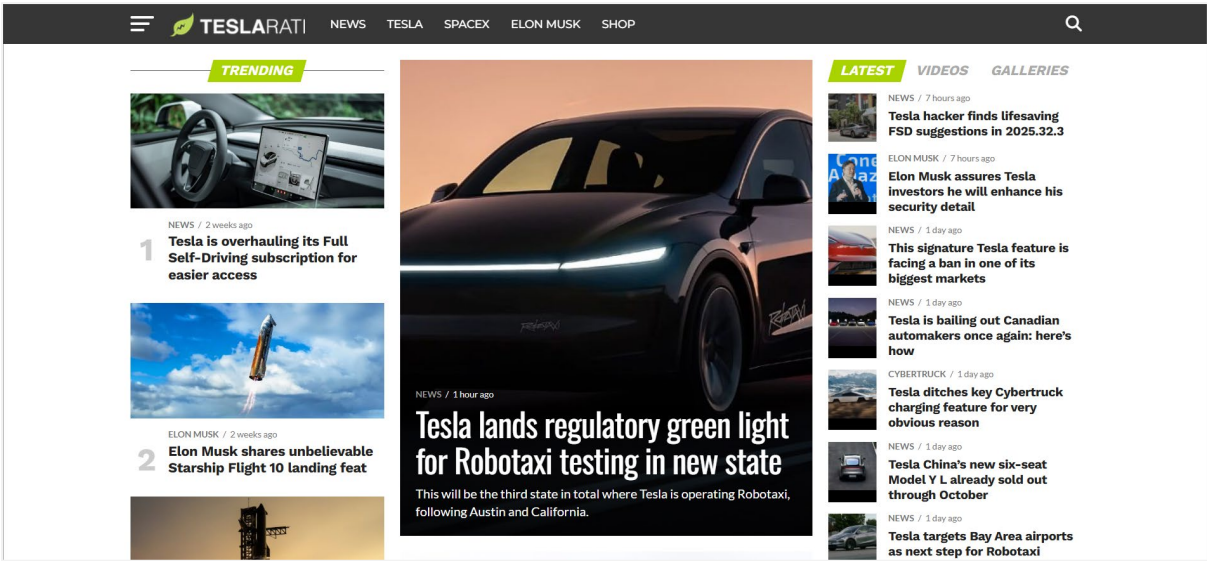 TESLARATI
NEWS
TESLA
SPACEX
ELON MUSK
SHOP
TRENDING
NEWS / 2 weeks ago
1
Tesla is overhauling its Full
Self-Driving subscription for
easier access
ELON MUSK / 2 weeks ago
2
Elon Musk shares unbelievable
Starship Flight 10 landing feat
ROBOTAXI
ROBOTAXI
NEWS / 1 hour ago
Tesla lands regulatory green light
for Robotaxi testing in new state
This will be the third state in total where Tesla is operating Robotaxi,
following Austin and California.
LATEST
VIDEOS
GALLERIES
NEWS / 7 hours ago
Tesla hacker finds lifesaving
FSD suggestions in 2025.32.3
ELON MUSK / 7 hours ago
Elon Musk assures Tesla
investors he will enhance his
security detail
NEWS / 1 day ago
This signature Tesla feature is
facing a ban in one of its
biggest markets
NEWS / 1 day ago
Tesla is bailing out Canadian
automakers once again: here's
how
CYBERTRUCK / 1 day ago
Tesla ditches key Cybertruck
charging feature for very
obvious reason
NEWS / 1 day ago
Tesla China's new six-seat
Model Y L already sold out
through October
NEWS / 1 day ago
Tesla targets Bay Area airports
as next step for Robotaxi